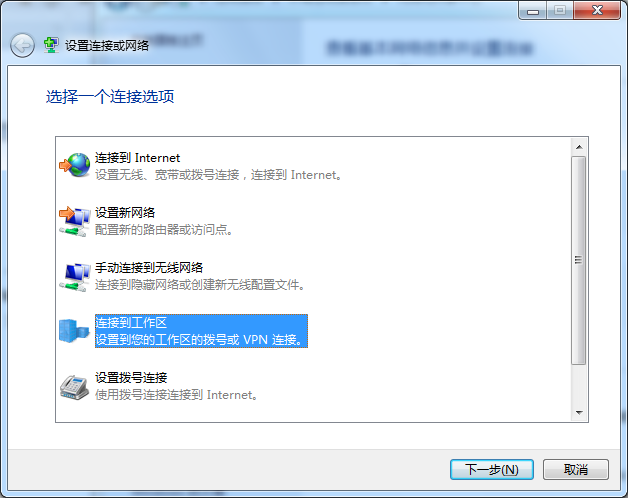 设置连接或网络
选择一个连接选项
连接到 Internet
设置无线、宽带或拨号连接，连接到 Internet。
设置新网络
配置新的路由器或访问点。
手动连接到无线网络
连接到隐藏网络或创建新无线配置文件。
连接到工作区
设置到您的工作区的拨号或 VPN 连接。
设置拨号连接
使用拨号连接连接到 Internet。
下一步(N)
取消